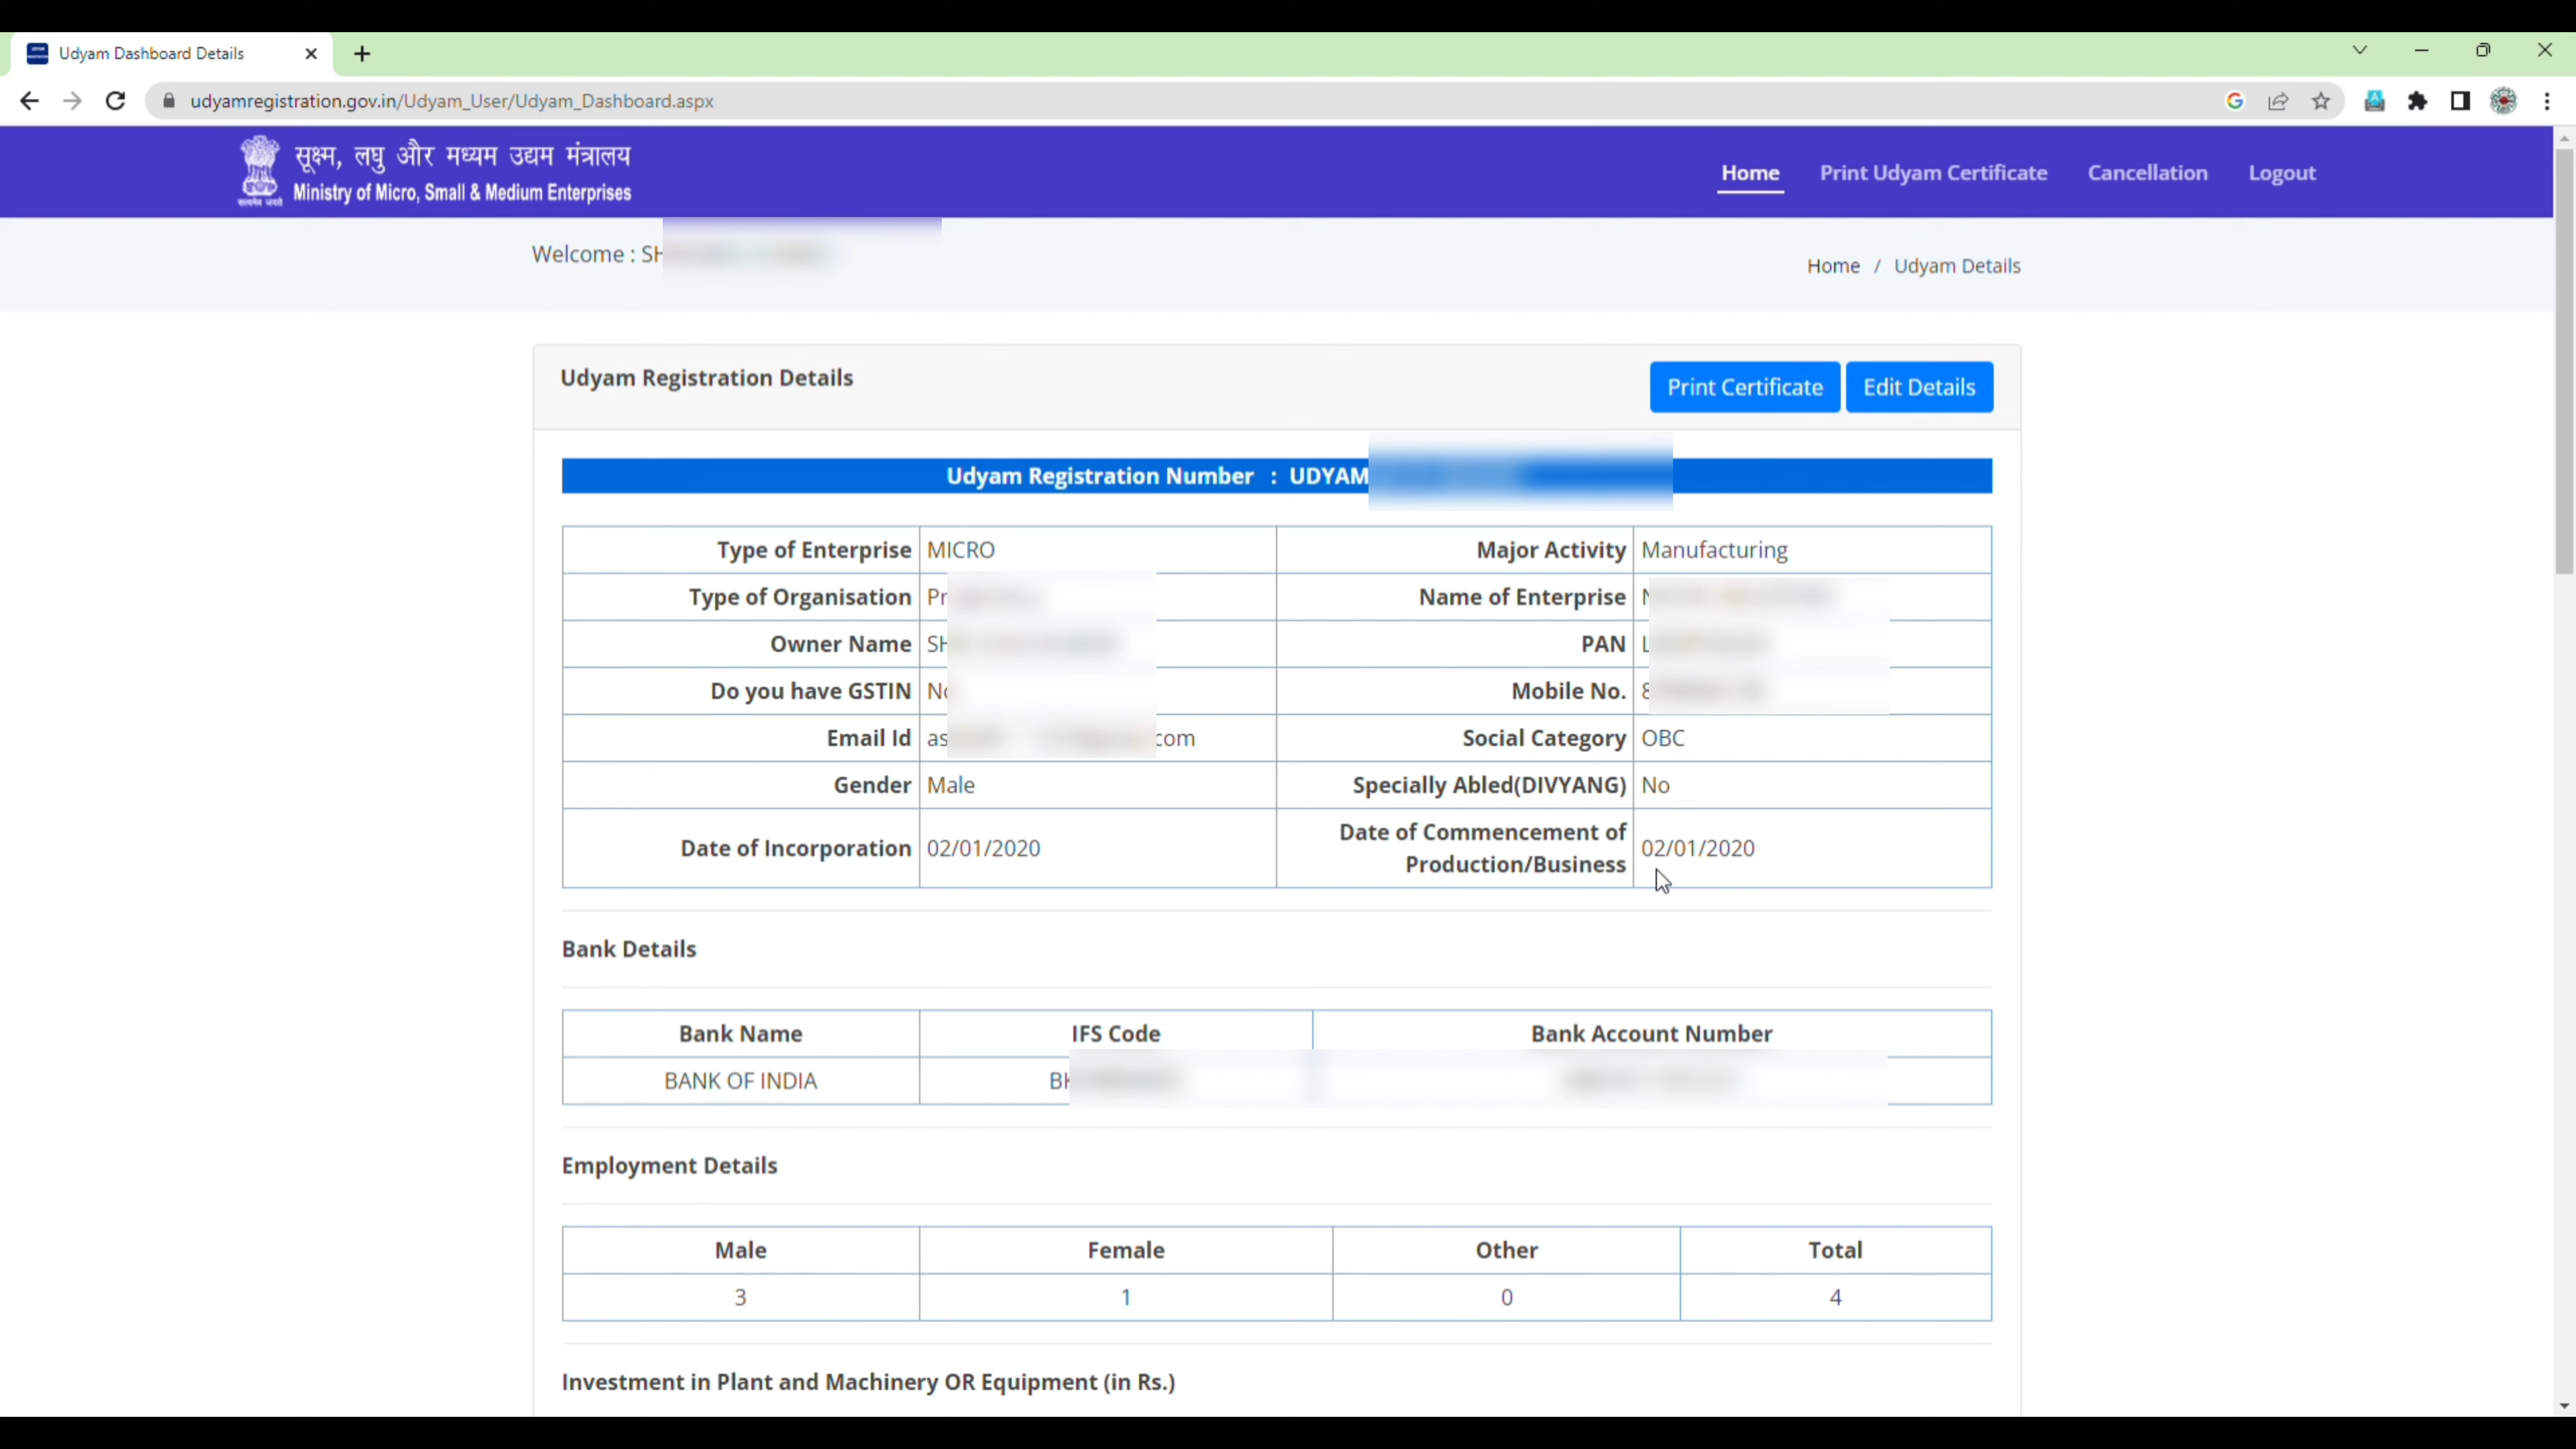 Udyam Dashboard Details
udyamregistration.gov.in/Udyam_User/Udyam_Dashboard.aspx
सूक्ष्म, लघु और मध्यम उद्यम मंत्रालय
Ministry of Micro, Small & Medium Enterprises
सत्यमेव जयते
Home Print Udyam Certificate Cancellation Logout
Welcome : SH
Home / Udyam Details
Udyam Registration Details
Print Certificate Edit Details
Udyam Registration Number : UDYAM
Type of Enterprise MICRO Major Activity Manufacturing
Type of Organisation Pr Name of Enterprise N
Owner Name SH PAN L
Do you have GSTIN No Mobile No. 8
Email Id as com Social Category OBC
Gender Male Specially Abled(DIVYANG) No
Date of Incorporation 02/01/2020 Date of Commencement of Production/Business 02/01/2020
Bank Details
Bank Name IFS Code Bank Account Number
BANK OF INDIA BK
Employment Details
Male Female Other Total
3 1 0 4
Investment in Plant and Machinery OR Equipment (in Rs.)